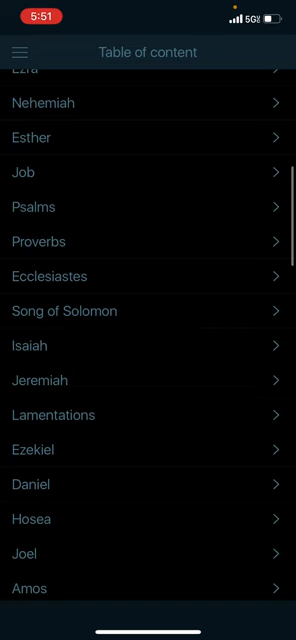 5:51
5G
Table of content
Ezra
Nehemiah
Esther
Job
Psalms
Proverbs
Ecclesiastes
Song of Solomon
Isaiah
Jeremiah
Lamentations
Ezekiel
Daniel
Hosea
Joel
Amos